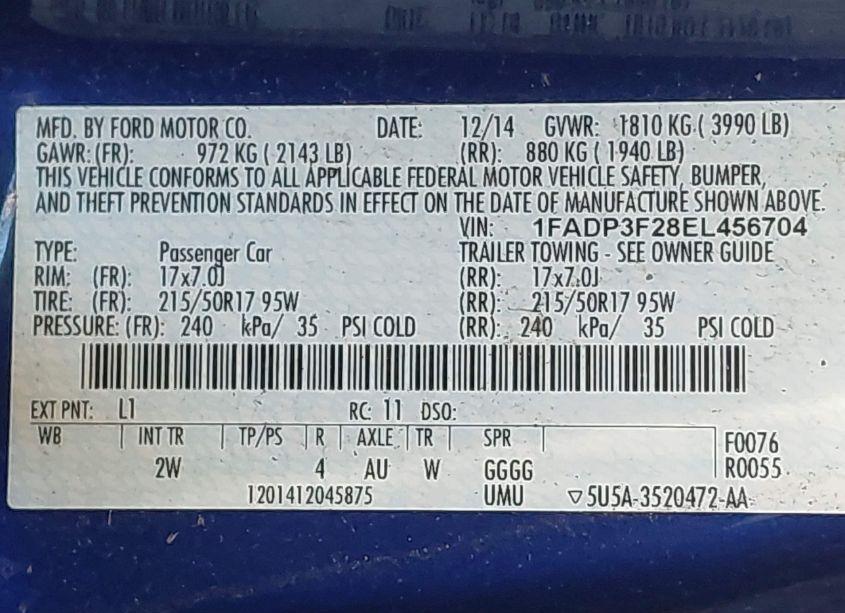 MFD. BY FORD MOTOR CO. DATE: 12/14 GVWR: 1810 KG ( 3990 LB)
GAWR: (FR): 972 KG ( 2143 LB) (RR): 880 KG ( 1940 LB)
THIS VEHICLE CONFORMS TO ALL APPLICABLE FEDERAL MOTOR VEHICLE SAFETY, BUMPER,
AND THEFT PREVENTION STANDARDS IN EFFECT ON THE DATE OF MANUFACTURE SHOWN ABOVE.
VIN: 1FADP3F28EL456704
TYPE: Passenger Car TRAILER TOWING - SEE OWNER GUIDE
RIM: (FR): 17x7.0J (RR): 17x7.0J
TIRE: (FR): 215/50R17 95W (RR): 215/50R17 95W
PRESSURE: (FR): 240 kPa/ 35 PSI COLD (RR): 240 kPa/ 35 PSI COLD
EXT PNT: L1 RC: 11 DSO:
WB INT TR TP/PS R AXLE TR SPR F0076
2W 4 AU W GGGG R0055
1201412045875 UMU ▽5U5A-3520472-AA